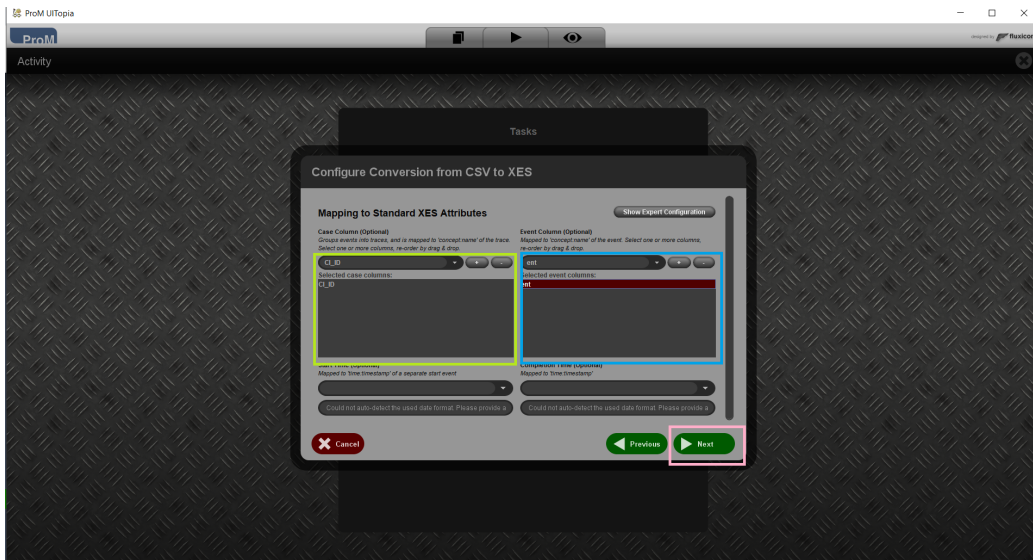 ProM UITopia
ProM
designed by fluxicon
Activity
Tasks
Configure Conversion from CSV to XES
Mapping to Standard XES Attributes
Show Expert Configuration
Case Column (Optional)
Groups events into traces, and is mapped to 'concept:name' of the trace.
Select one or more columns, re-order by drag & drop.
CI_ID
+
-
Selected case columns:
CI_ID
Event Column (Optional)
Mapped to 'concept:name' of the event. Select one or more columns,
re-order by drag & drop.
ent
+
-
Selected event columns:
ent
Start Time (Optional)
Mapped to 'time:timestamp' of a separate start event
Could not auto-detect the used date format. Please provide a
Completion Time (Optional)
Mapped to 'time:timestamp'
Could not auto-detect the used date format. Please provide a
Cancel
Previous
Next